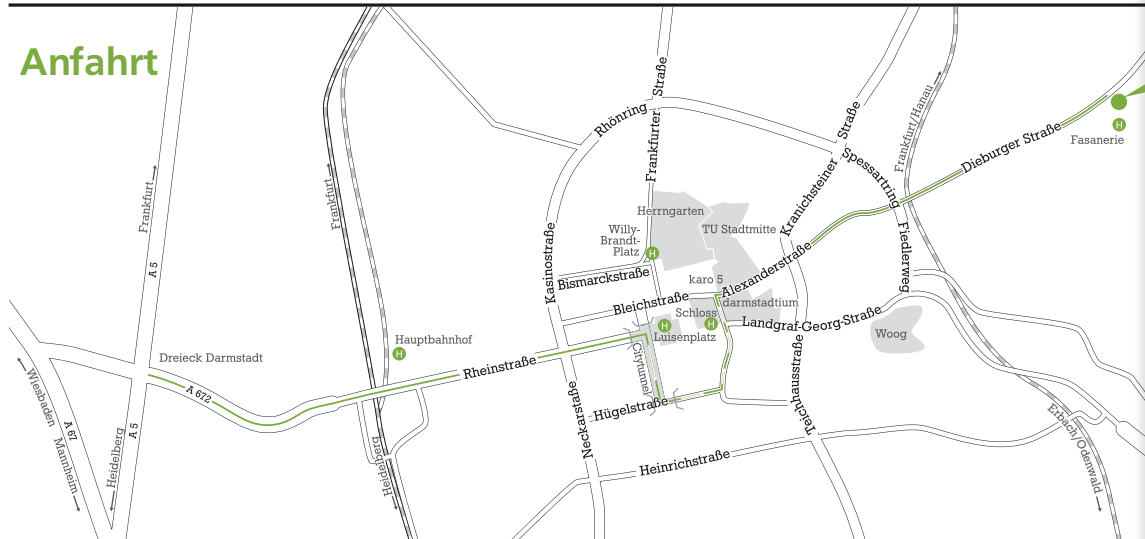 Anfahrt
Frankfurt
A 5
Dreieck Darmstadt
A 672
Wiesbaden
A 67
Mannheim
Heidelberg
A 5
Frankfurt
H
Hauptbahnhof
Heidelberg
Rheinstraße
Rhönring
Frankfurter Straße
Kasinostraße
Herrngarten
TU Stadtmitte
Willy-
Brandt-
Platz
H
Bismarckstraße
karo 5
Bleichstraße
Alexanderstraße
darmstadtium
Schloss
H
H
Luisenplatz
Citytunnel
Landgraf-Georg-Straße
Hügelstraße
Neckarstaße
Teichhausstraße
Heinrichstraße
Kranichsteiner Straße
Spessartring
Fiedlerweg
Frankfurt/Hanau
Dieburger Straße
H
Fasanerie
Woog
Erbach/Odenwald